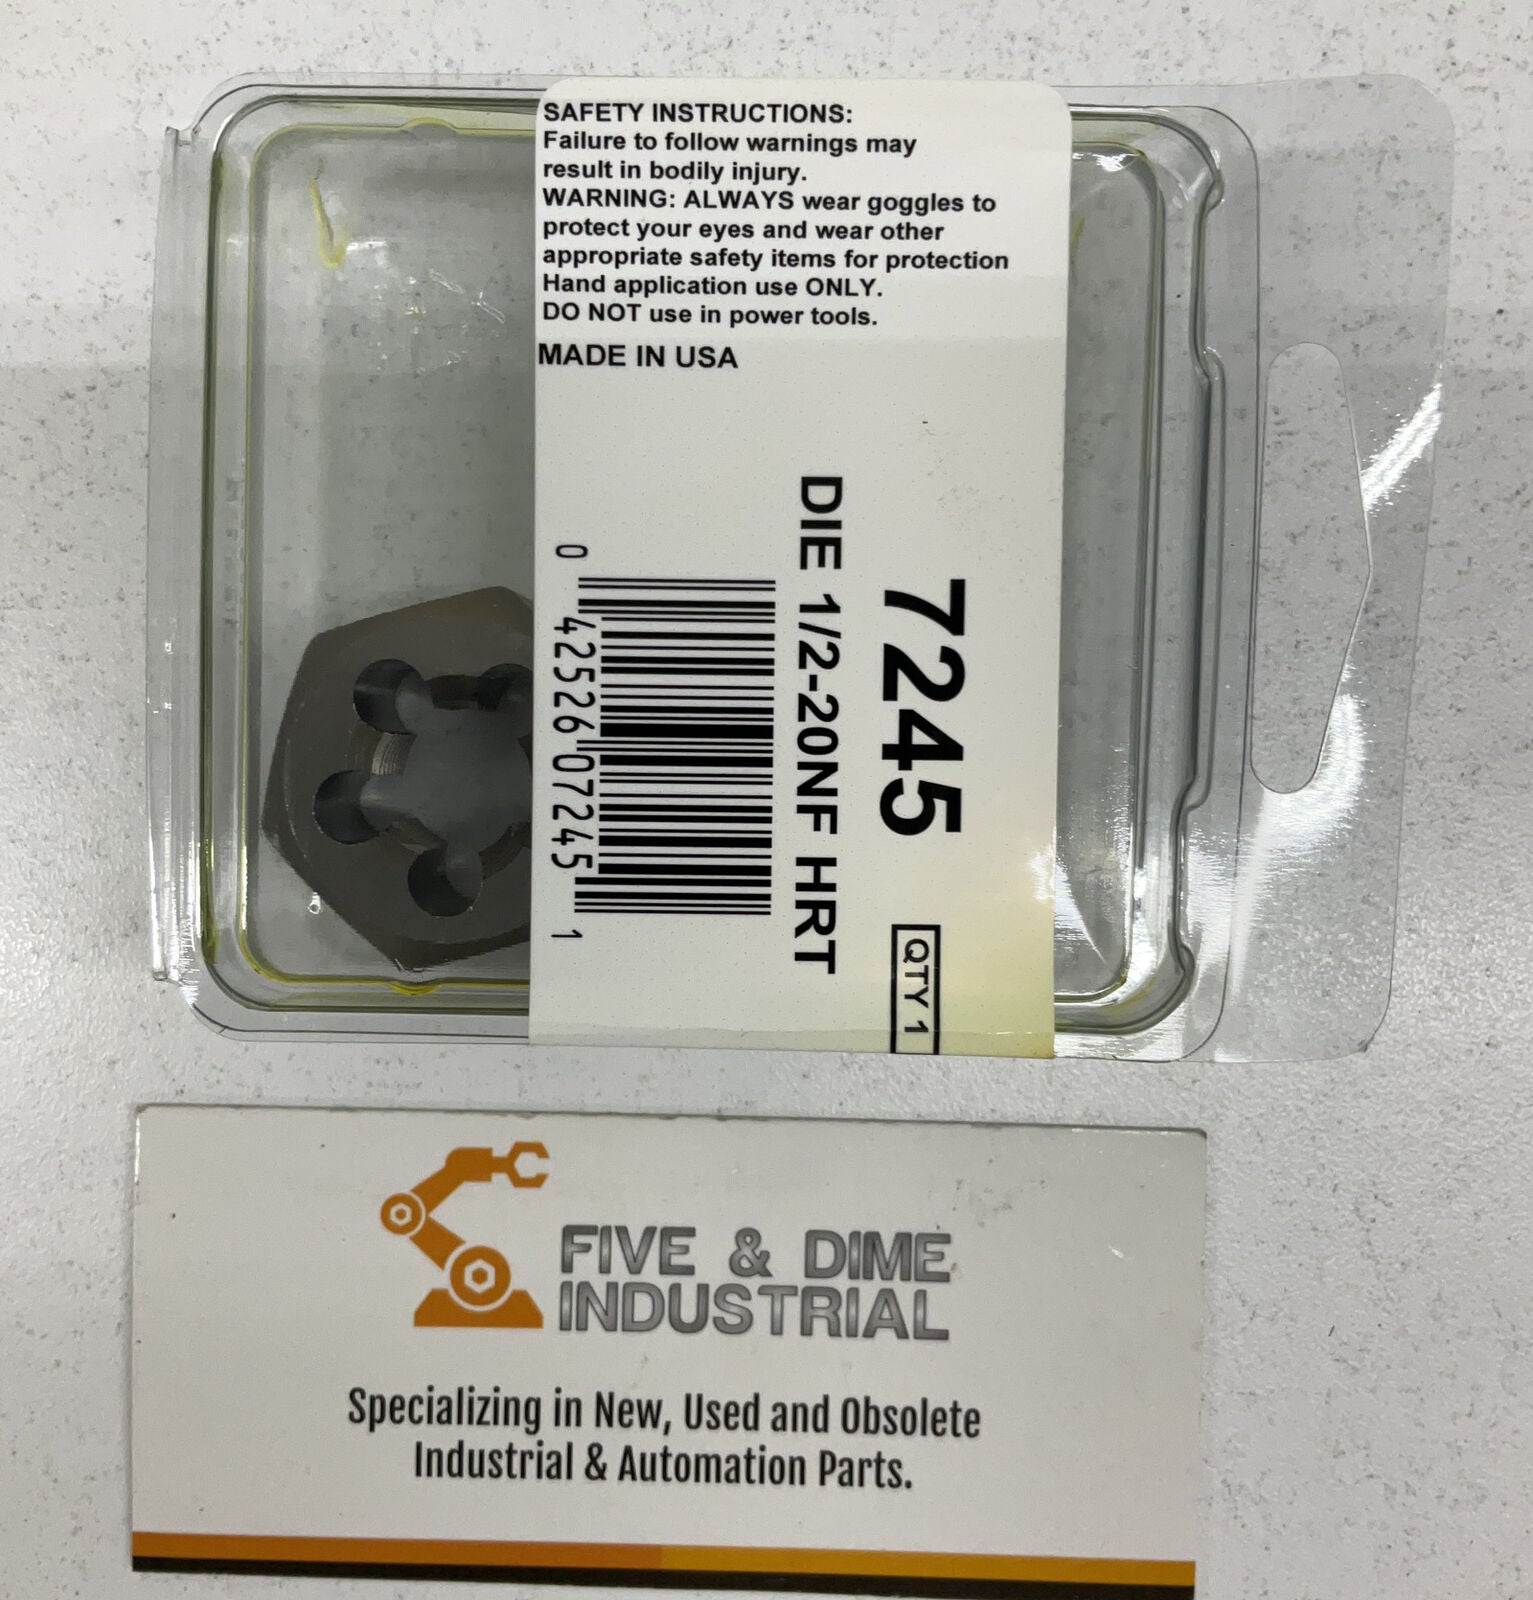 SAFETY INSTRUCTIONS:
Failure to follow warnings may
result in bodily injury.
WARNING: ALWAYS wear goggles to
protect your eyes and wear other
appropriate safety items for protection
Hand application use ONLY.
DO NOT use in power tools.
MADE IN USA
7245
QTY 1
DIE 1/2-20NF HRT
0 42526 07245 1
FIVE & DIME
INDUSTRIAL
Specializing in New, Used and Obsolete
Industrial & Automation Parts.